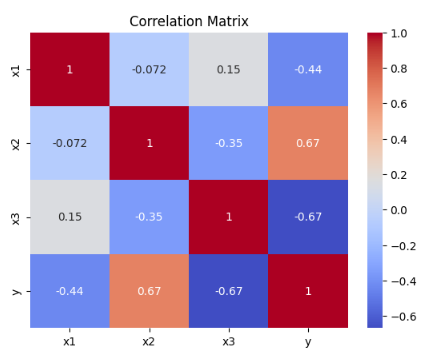 Correlation Matrix
x1 1 -0.072 0.15 -0.44
x2 -0.072 1 -0.35 0.67
x3 0.15 -0.35 1 -0.67
y -0.44 0.67 -0.67 1
x1 x2 x3 y
1.0
0.8
0.6
0.4
0.2
0.0
−0.2
−0.4
−0.6